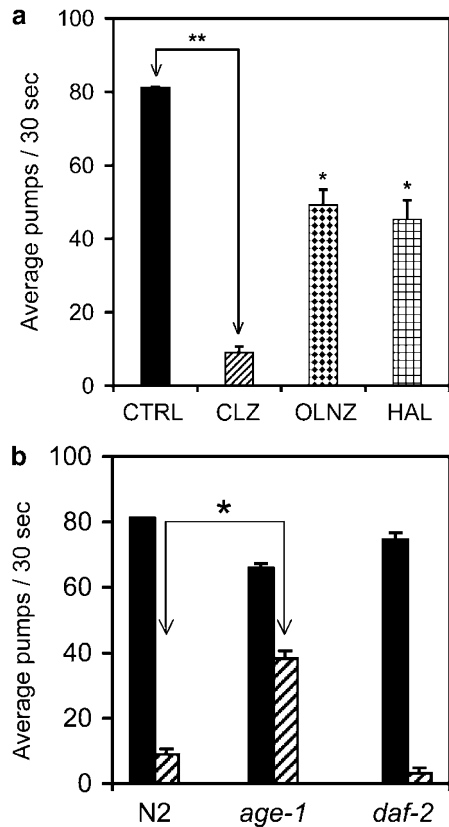 a
Average pumps / 30 sec
100
80
60
40
20
0
**
*
*
CTRL CLZ OLNZ HAL
b
Average pumps / 30 sec
100
80
60
40
20
0
*
N2 age-1 daf-2